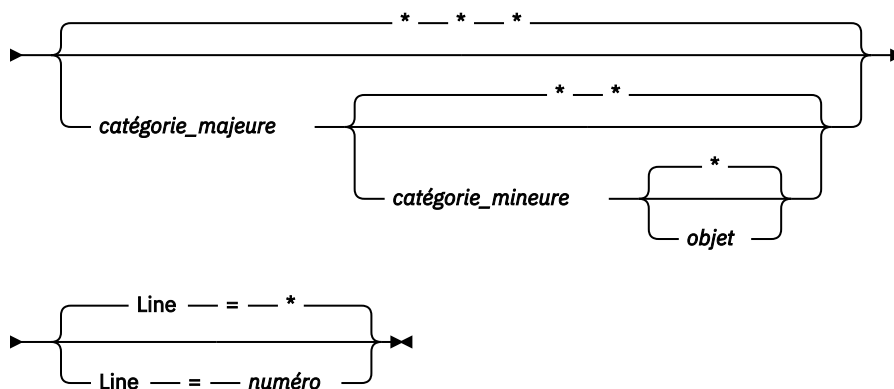 * * *
* *
catégorie_majeure
*
catégorie_mineure
objet
Line = *
Line = numéro